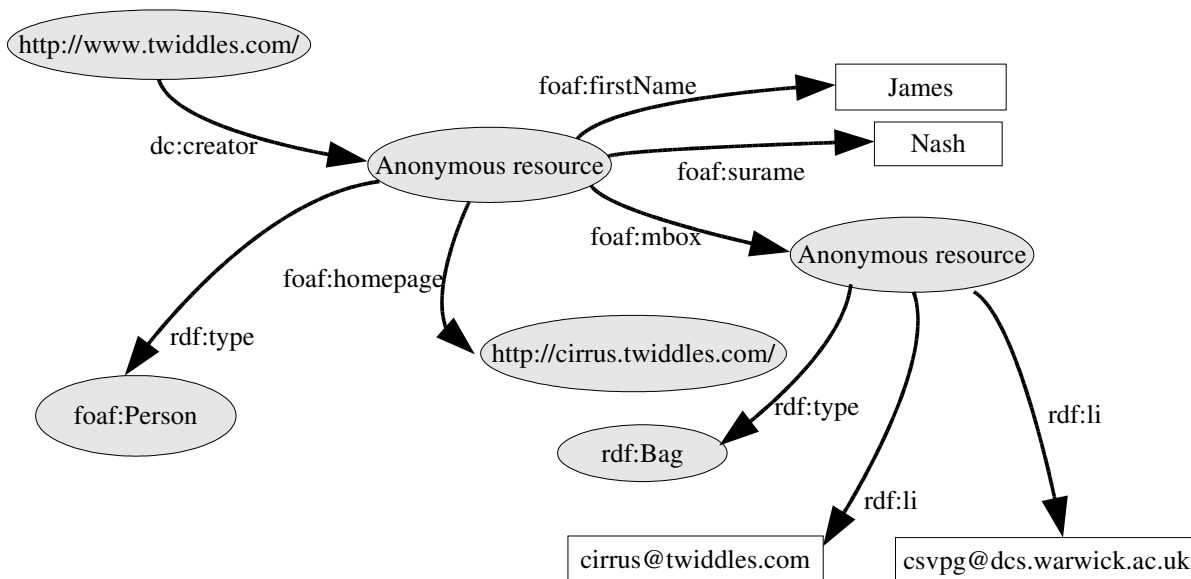 http://www.twiddles.com/
foaf:firstName
James
dc:creator
Nash
Anonymous resource
foaf:surame
foaf:mbox
Anonymous resource
foaf:homepage
rdf:type
http://cirrus.twiddles.com/
foaf:Person
rdf:type
rdf:li
rdf:Bag
rdf:li
cirrus@twiddles.com
csvpg@dcs.warwick.ac.uk